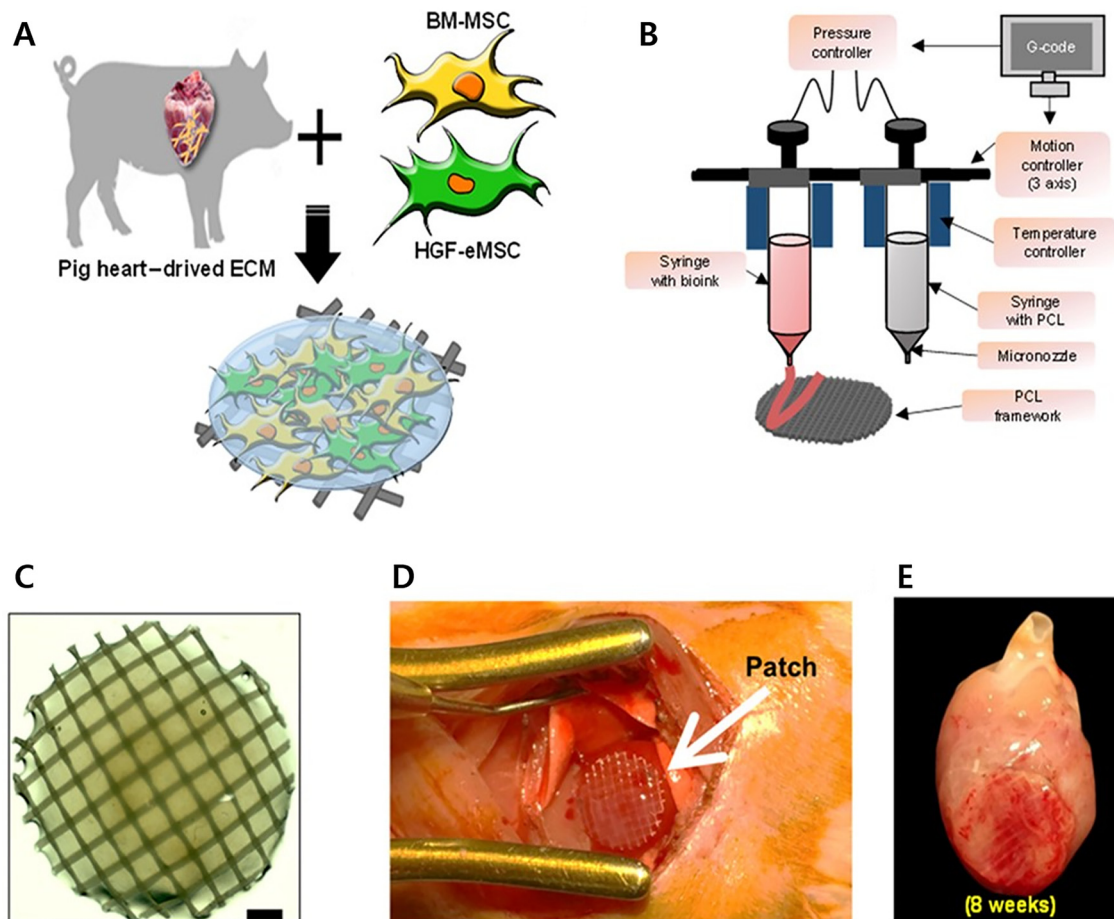 A
BM-MSC
HGF-eMSC
Pig heart–drived ECM
B
Pressure
controller
G-code
Motion
controller
(3 axis)
Temperature
controller
Syringe
with bioink
Syringe
with PCL
Micronozzle
PCL
framework
C
D
Patch
E
(8 weeks)